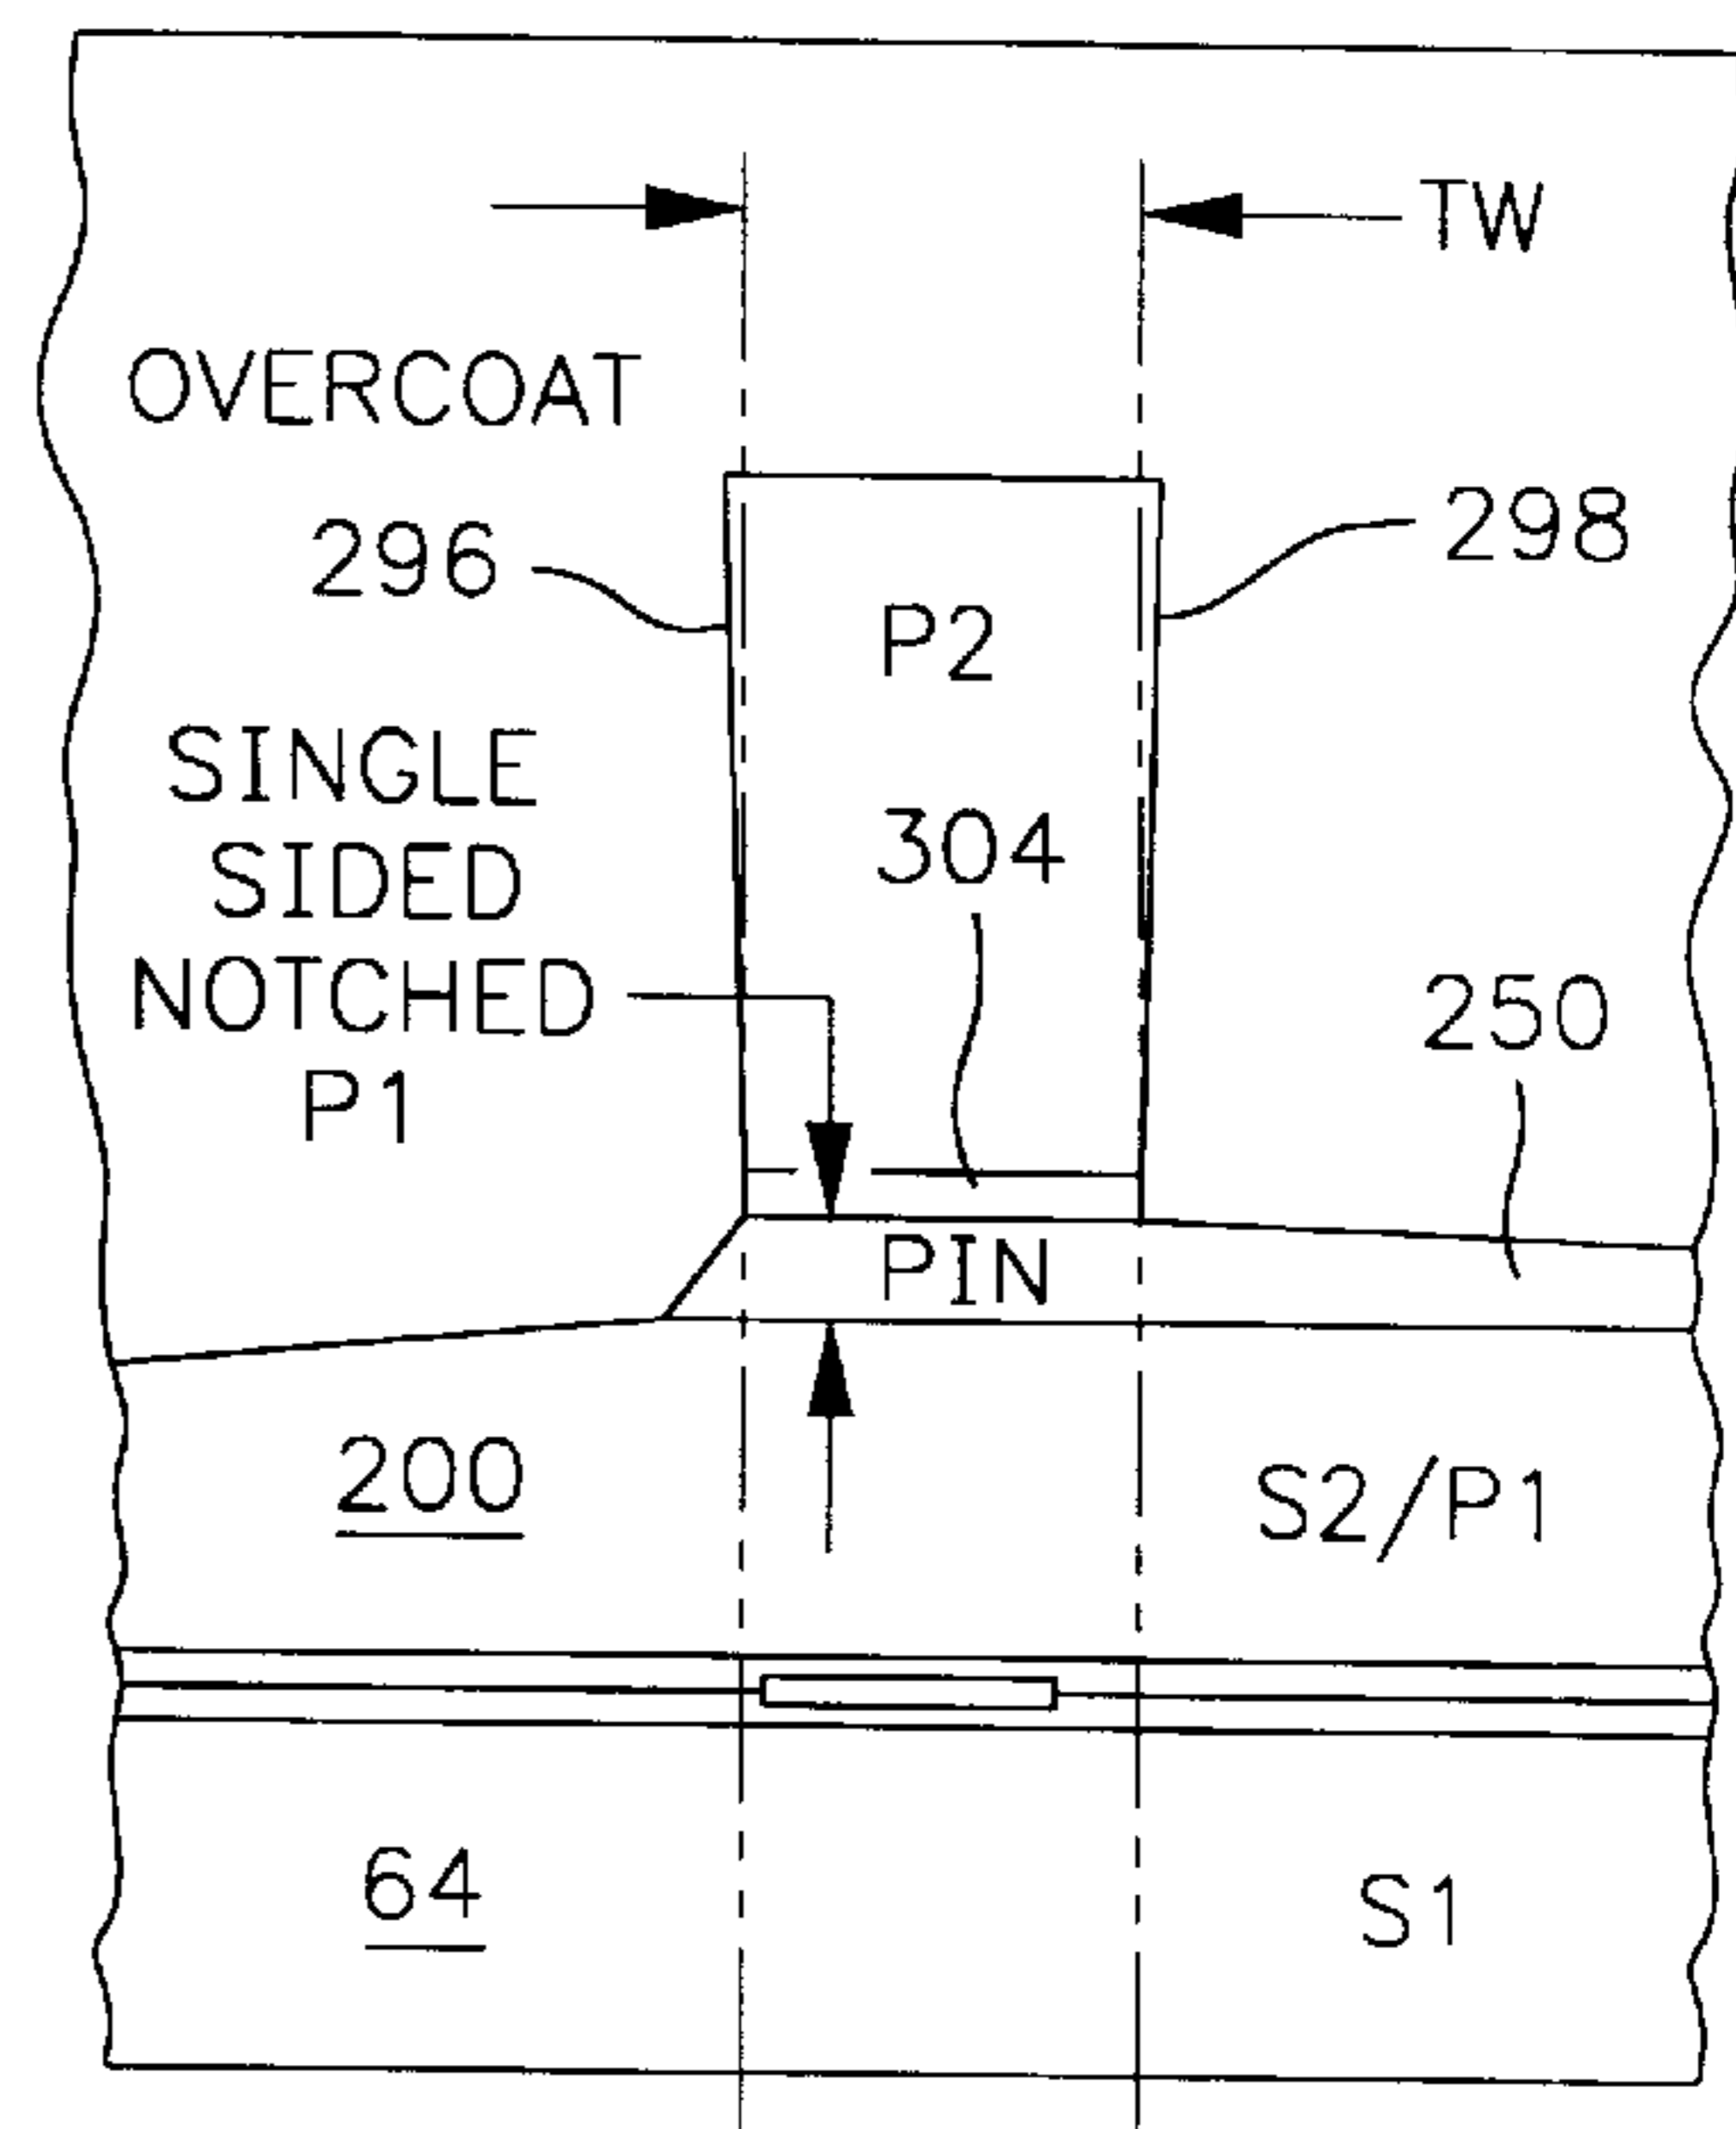 TW
OVERCOAT
296
298
P2
SINGLE
SIDED
NOTCHED
P1
304
250
PIN
200
S2/P1
64
S1